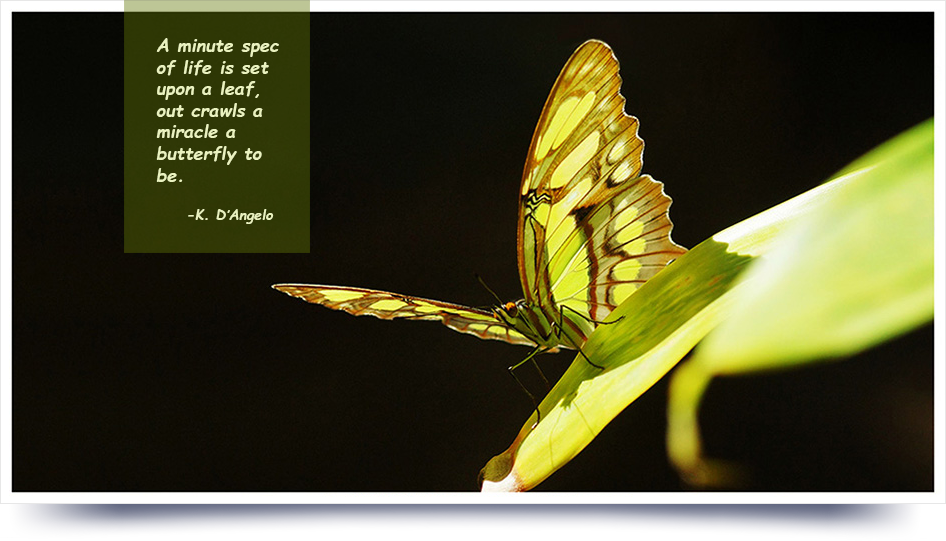 A minute spec
of life is set
upon a leaf,
out crawls a
miracle a
butterfly to
be.
-K. D'Angelo